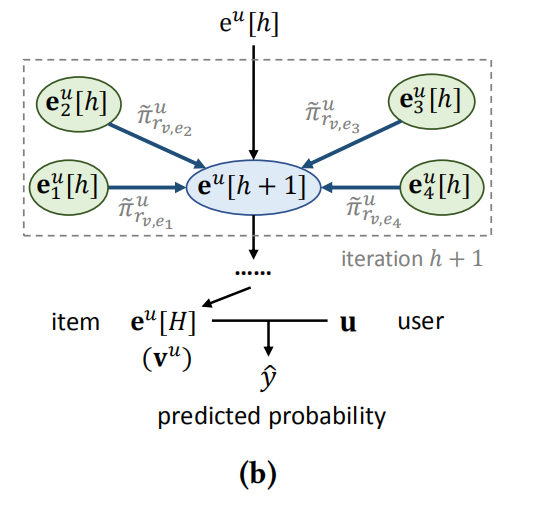 e^u[h]
e_2^u[h]
π̃^u_{r_{v,e_2}}
π̃^u_{r_{v,e_3}}
e_3^u[h]
e_1^u[h]
π̃^u_{r_{v,e_1}}
e^u[h + 1]
π̃^u_{r_{v,e_4}}
e_4^u[h]
iteration h + 1
……
item e^u[H] u user
(v^u)
ŷ
predicted probability
(b)